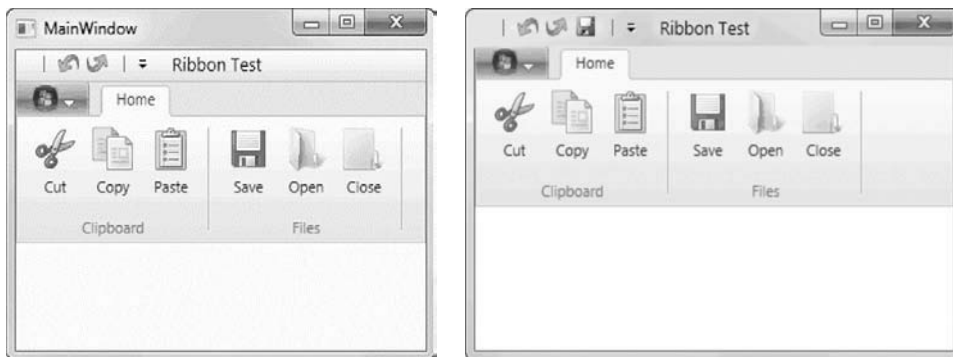 MainWindow
Ribbon Test
Home
Cut Copy Paste Save Open Close
Clipboard Files
Ribbon Test
Home
Cut Copy Paste Save Open Close
Clipboard Files